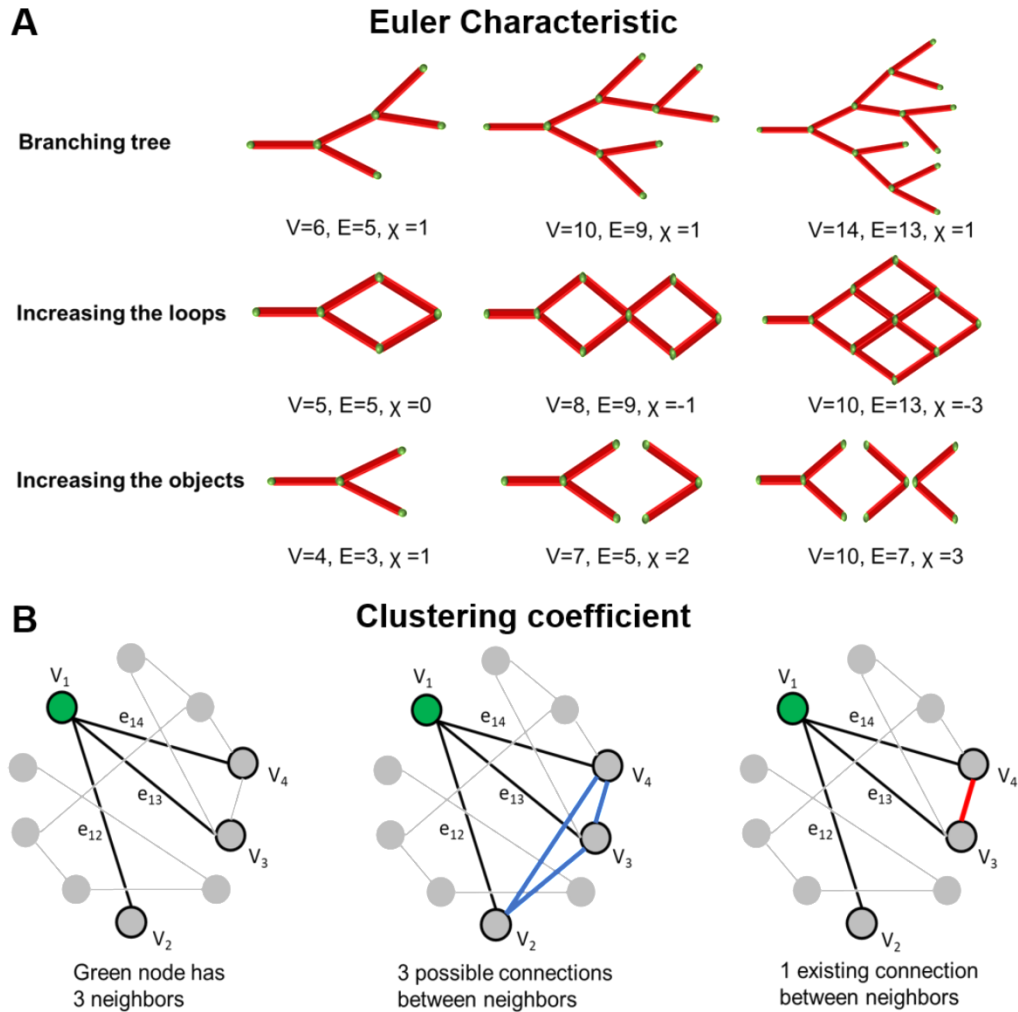 A
Euler Characteristic
Branching tree
V=6, E=5, χ =1
V=10, E=9, χ =1
V=14, E=13, χ =1
Increasing the loops
V=5, E=5, χ =0
V=8, E=9, χ =-1
V=10, E=13, χ =-3
Increasing the objects
V=4, E=3, χ =1
V=7, E=5, χ =2
V=10, E=7, χ =3
B
Clustering coefficient
V₁
e₁₄
V₄
e₁₃
e₁₂
V₃
V₂
Green node has
3 neighbors
V₁
e₁₄
V₄
e₁₃
e₁₂
V₃
V₂
3 possible connections
between neighbors
V₁
e₁₄
V₄
e₁₃
e₁₂
V₃
V₂
1 existing connection
between neighbors